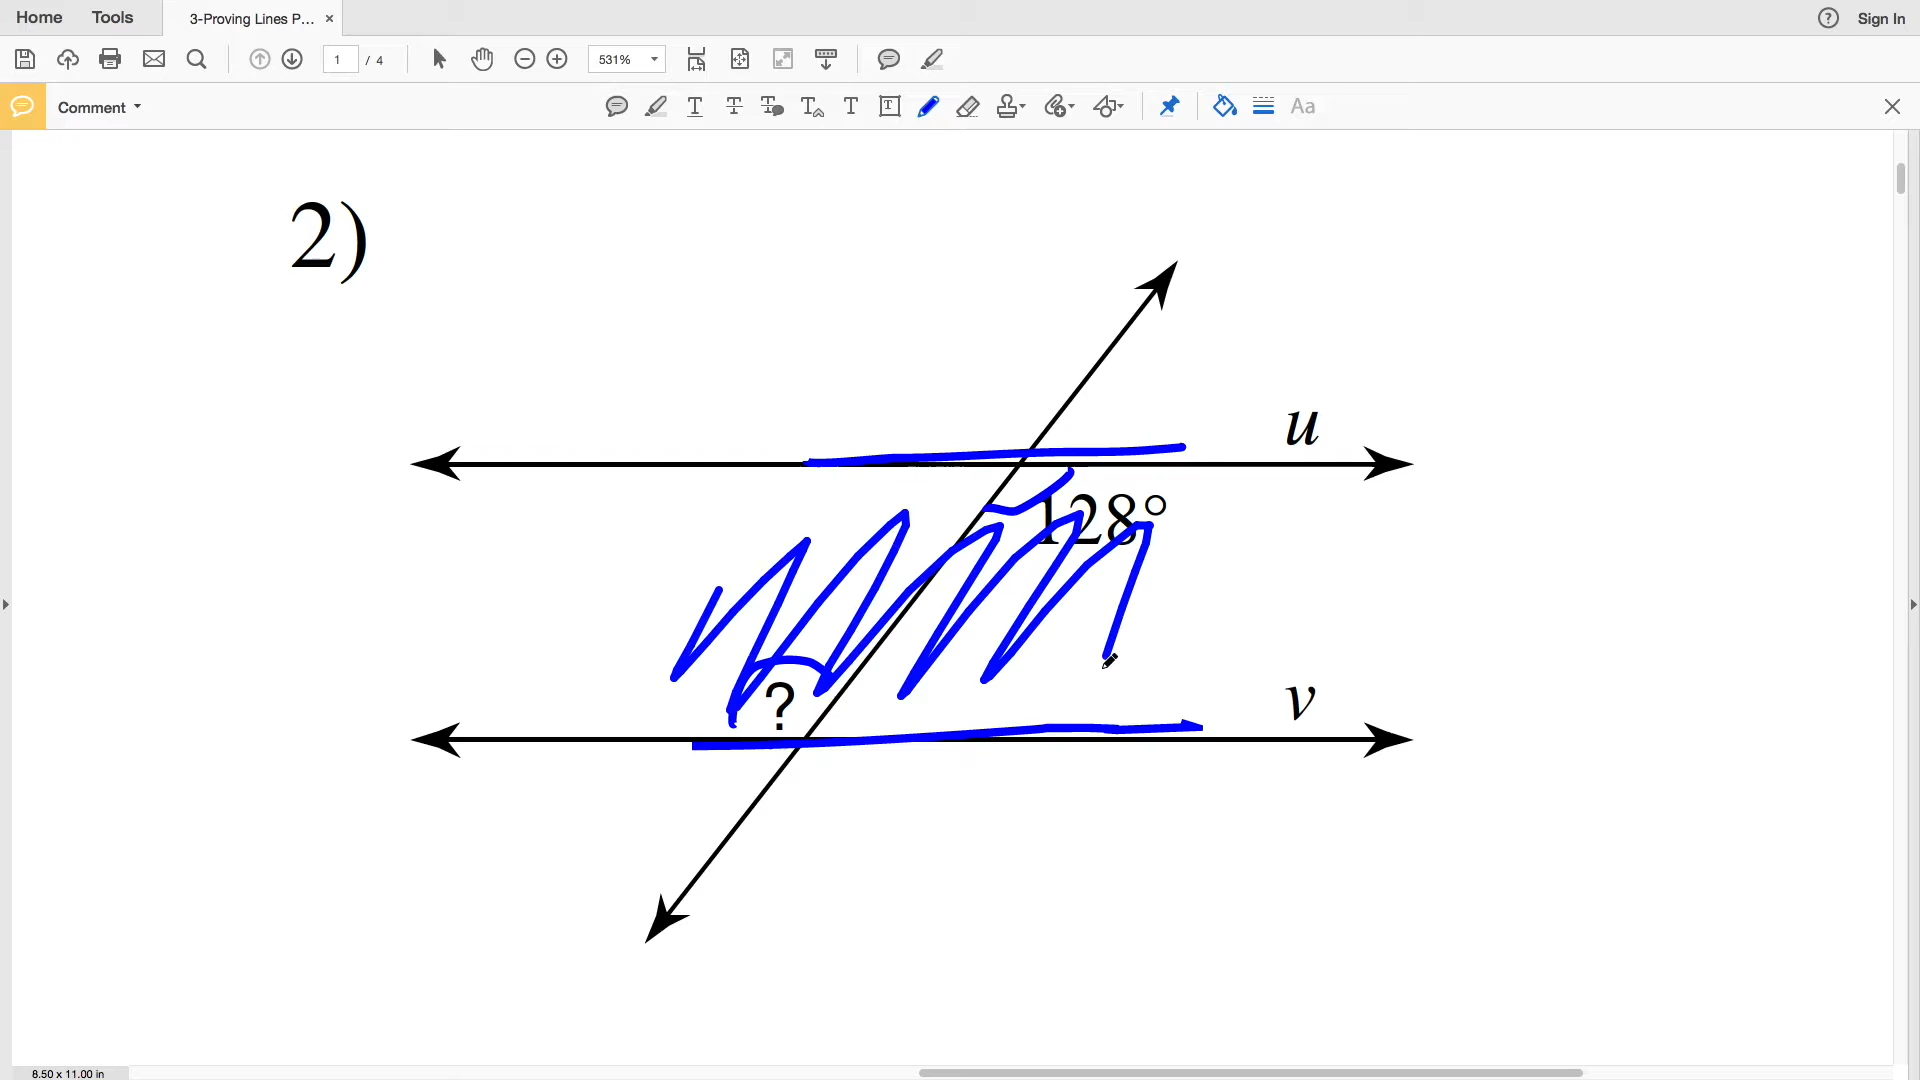 Home Tools 3-Proving Lines P... × ? Sign In
1 / 4 531%
Comment T T T T T T Aa
2)
u
128°
?
v
8.50 x 11.00 in